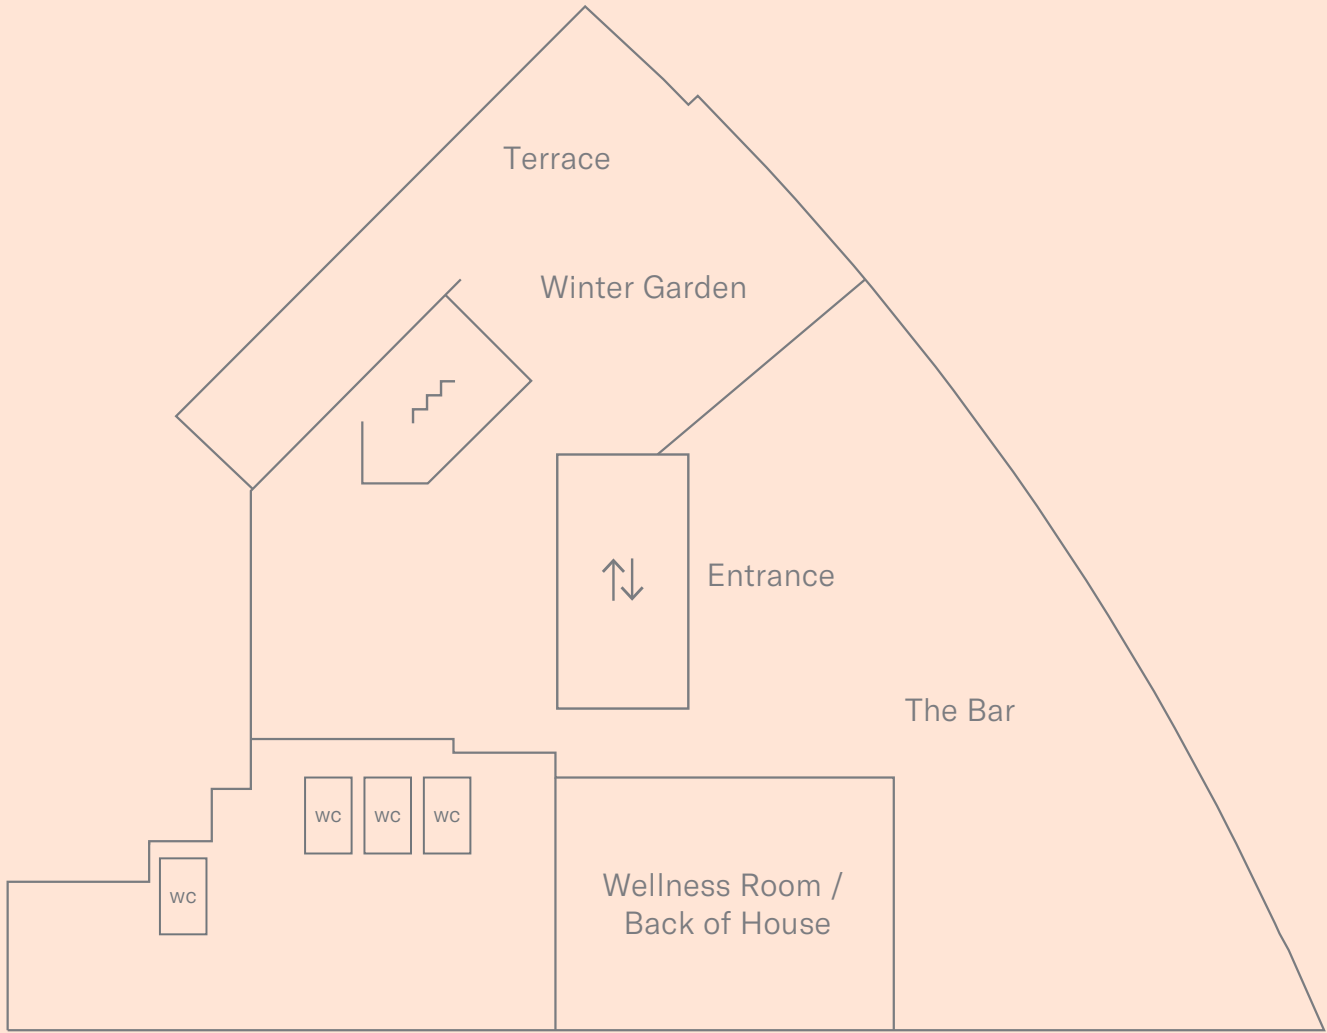 Terrace
Winter Garden
Entrance
The Bar
wc
wc
wc
wc
Wellness Room /
Back of House